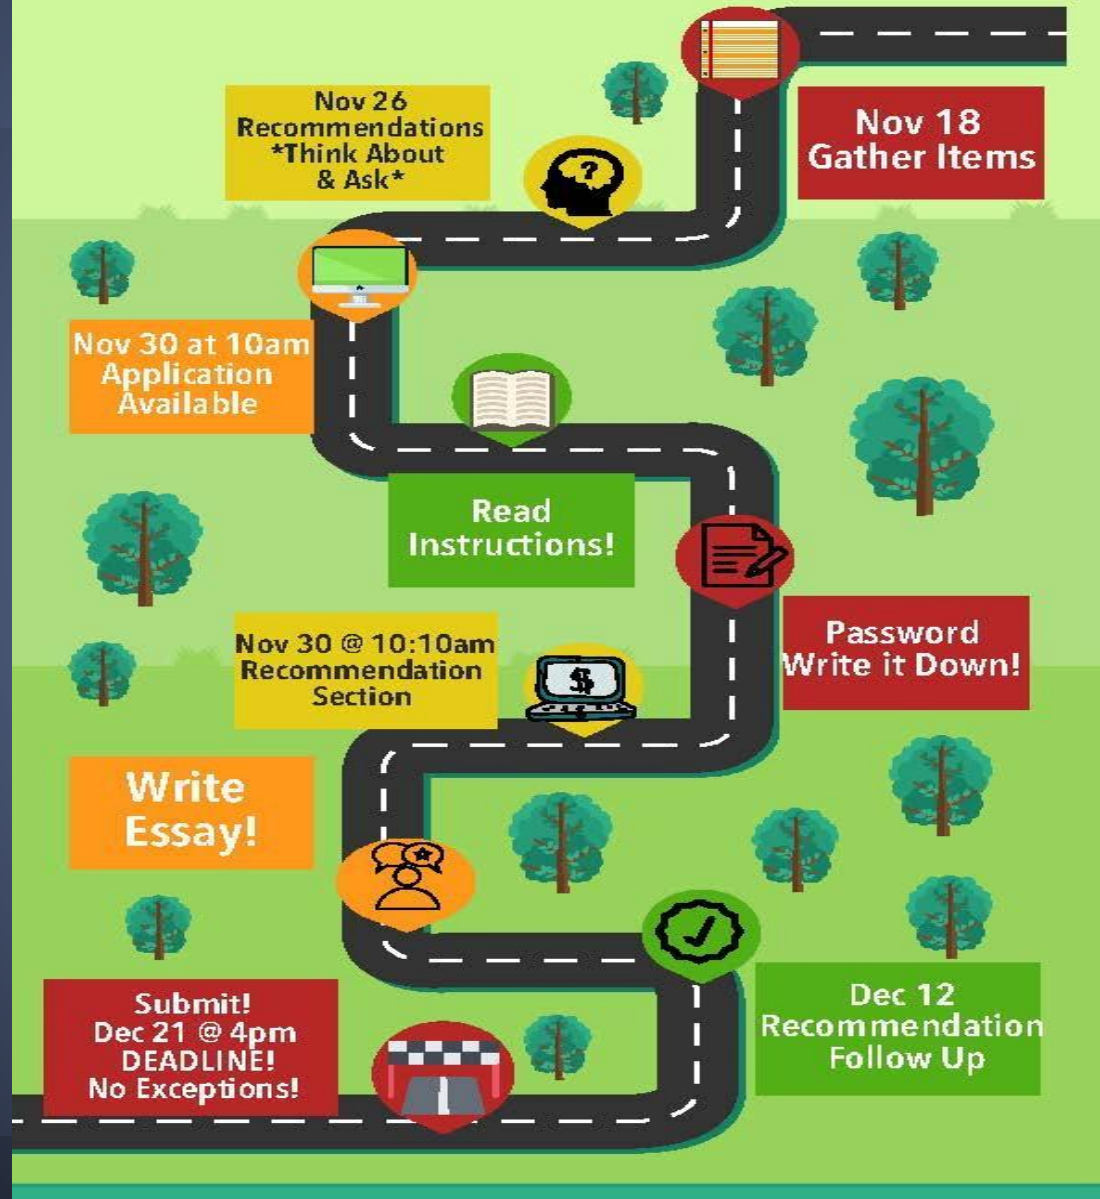 Nov 18
Gather Items
Nov 26
Recommendations
*Think About
& Ask*
?
Nov 30 at 10am
Application
Available
Read
Instructions!
Password
Write it Down!
Nov 30 @ 10:10am
Recommendation
Section
$
Write
Essay!
Dec 12
Recommendation
Follow Up
Submit!
Dec 21 @ 4pm
DEADLINE!
No Exceptions!